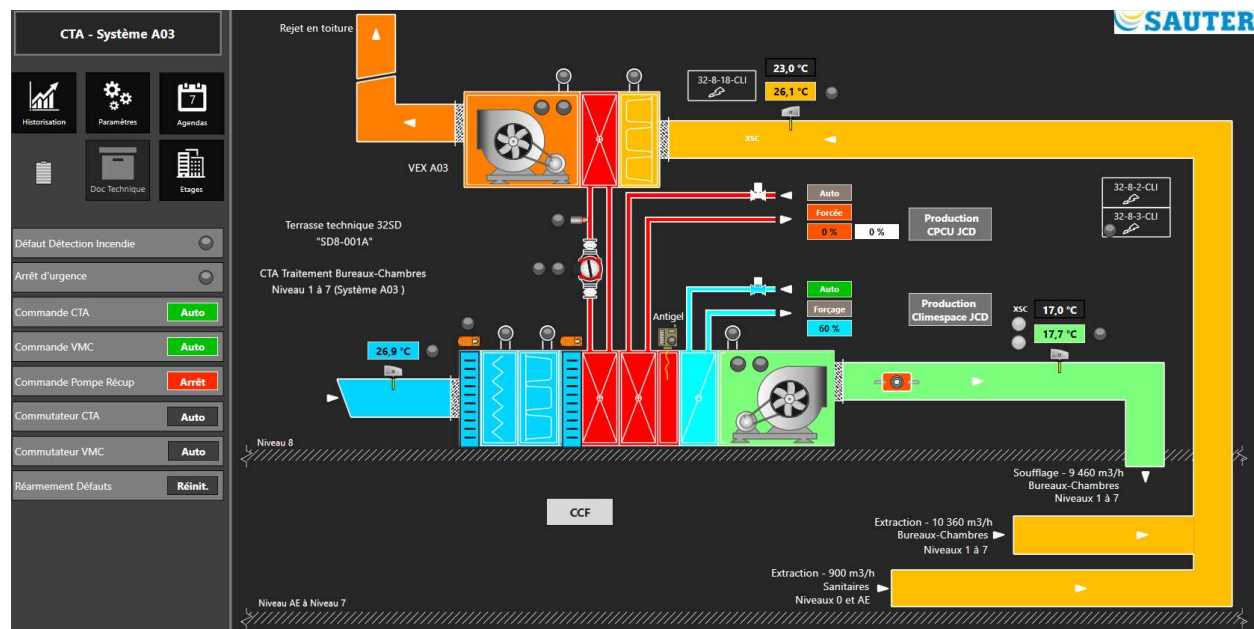 CTA - Système A03
Historisation
Paramètres
7
Agendas
Doc Technique
Etages
Défaut Détection Incendie
Arrêt d'urgence
Commande CTA
Auto
Commande VMC
Auto
Commande Pompe Récup
Arrêt
Commutateur CTA
Auto
Commutateur VMC
Auto
Réarmement Défauts
Réinit.
SAUTER
Rejet en toiture
32-8-18-CLI
23,0 °C
26,1 °C
XSC
VEX A03
32-8-2-CLI
32-8-3-CLI
Terrasse technique 32SD
"SD8-001A"
CTA Traitement Bureaux-Chambres
Niveau 1 à 7 (Système A03 )
Auto
Forcée
0 %
0 %
Production
CPCU JCD
Auto
Forçage
60 %
Production
Climespace JCD
Antigel
XSC
17,0 °C
17,7 °C
26,9 °C
Niveau 8
Soufflage - 9 460 m3/h
Bureaux-Chambres
Niveaux 1 à 7
CCF
Extraction - 10 360 m3/h
Bureaux-Chambres
Niveaux 1 à 7
Extraction - 900 m3/h
Sanitaires
Niveaux 0 et AE
Niveau AE à Niveau 7